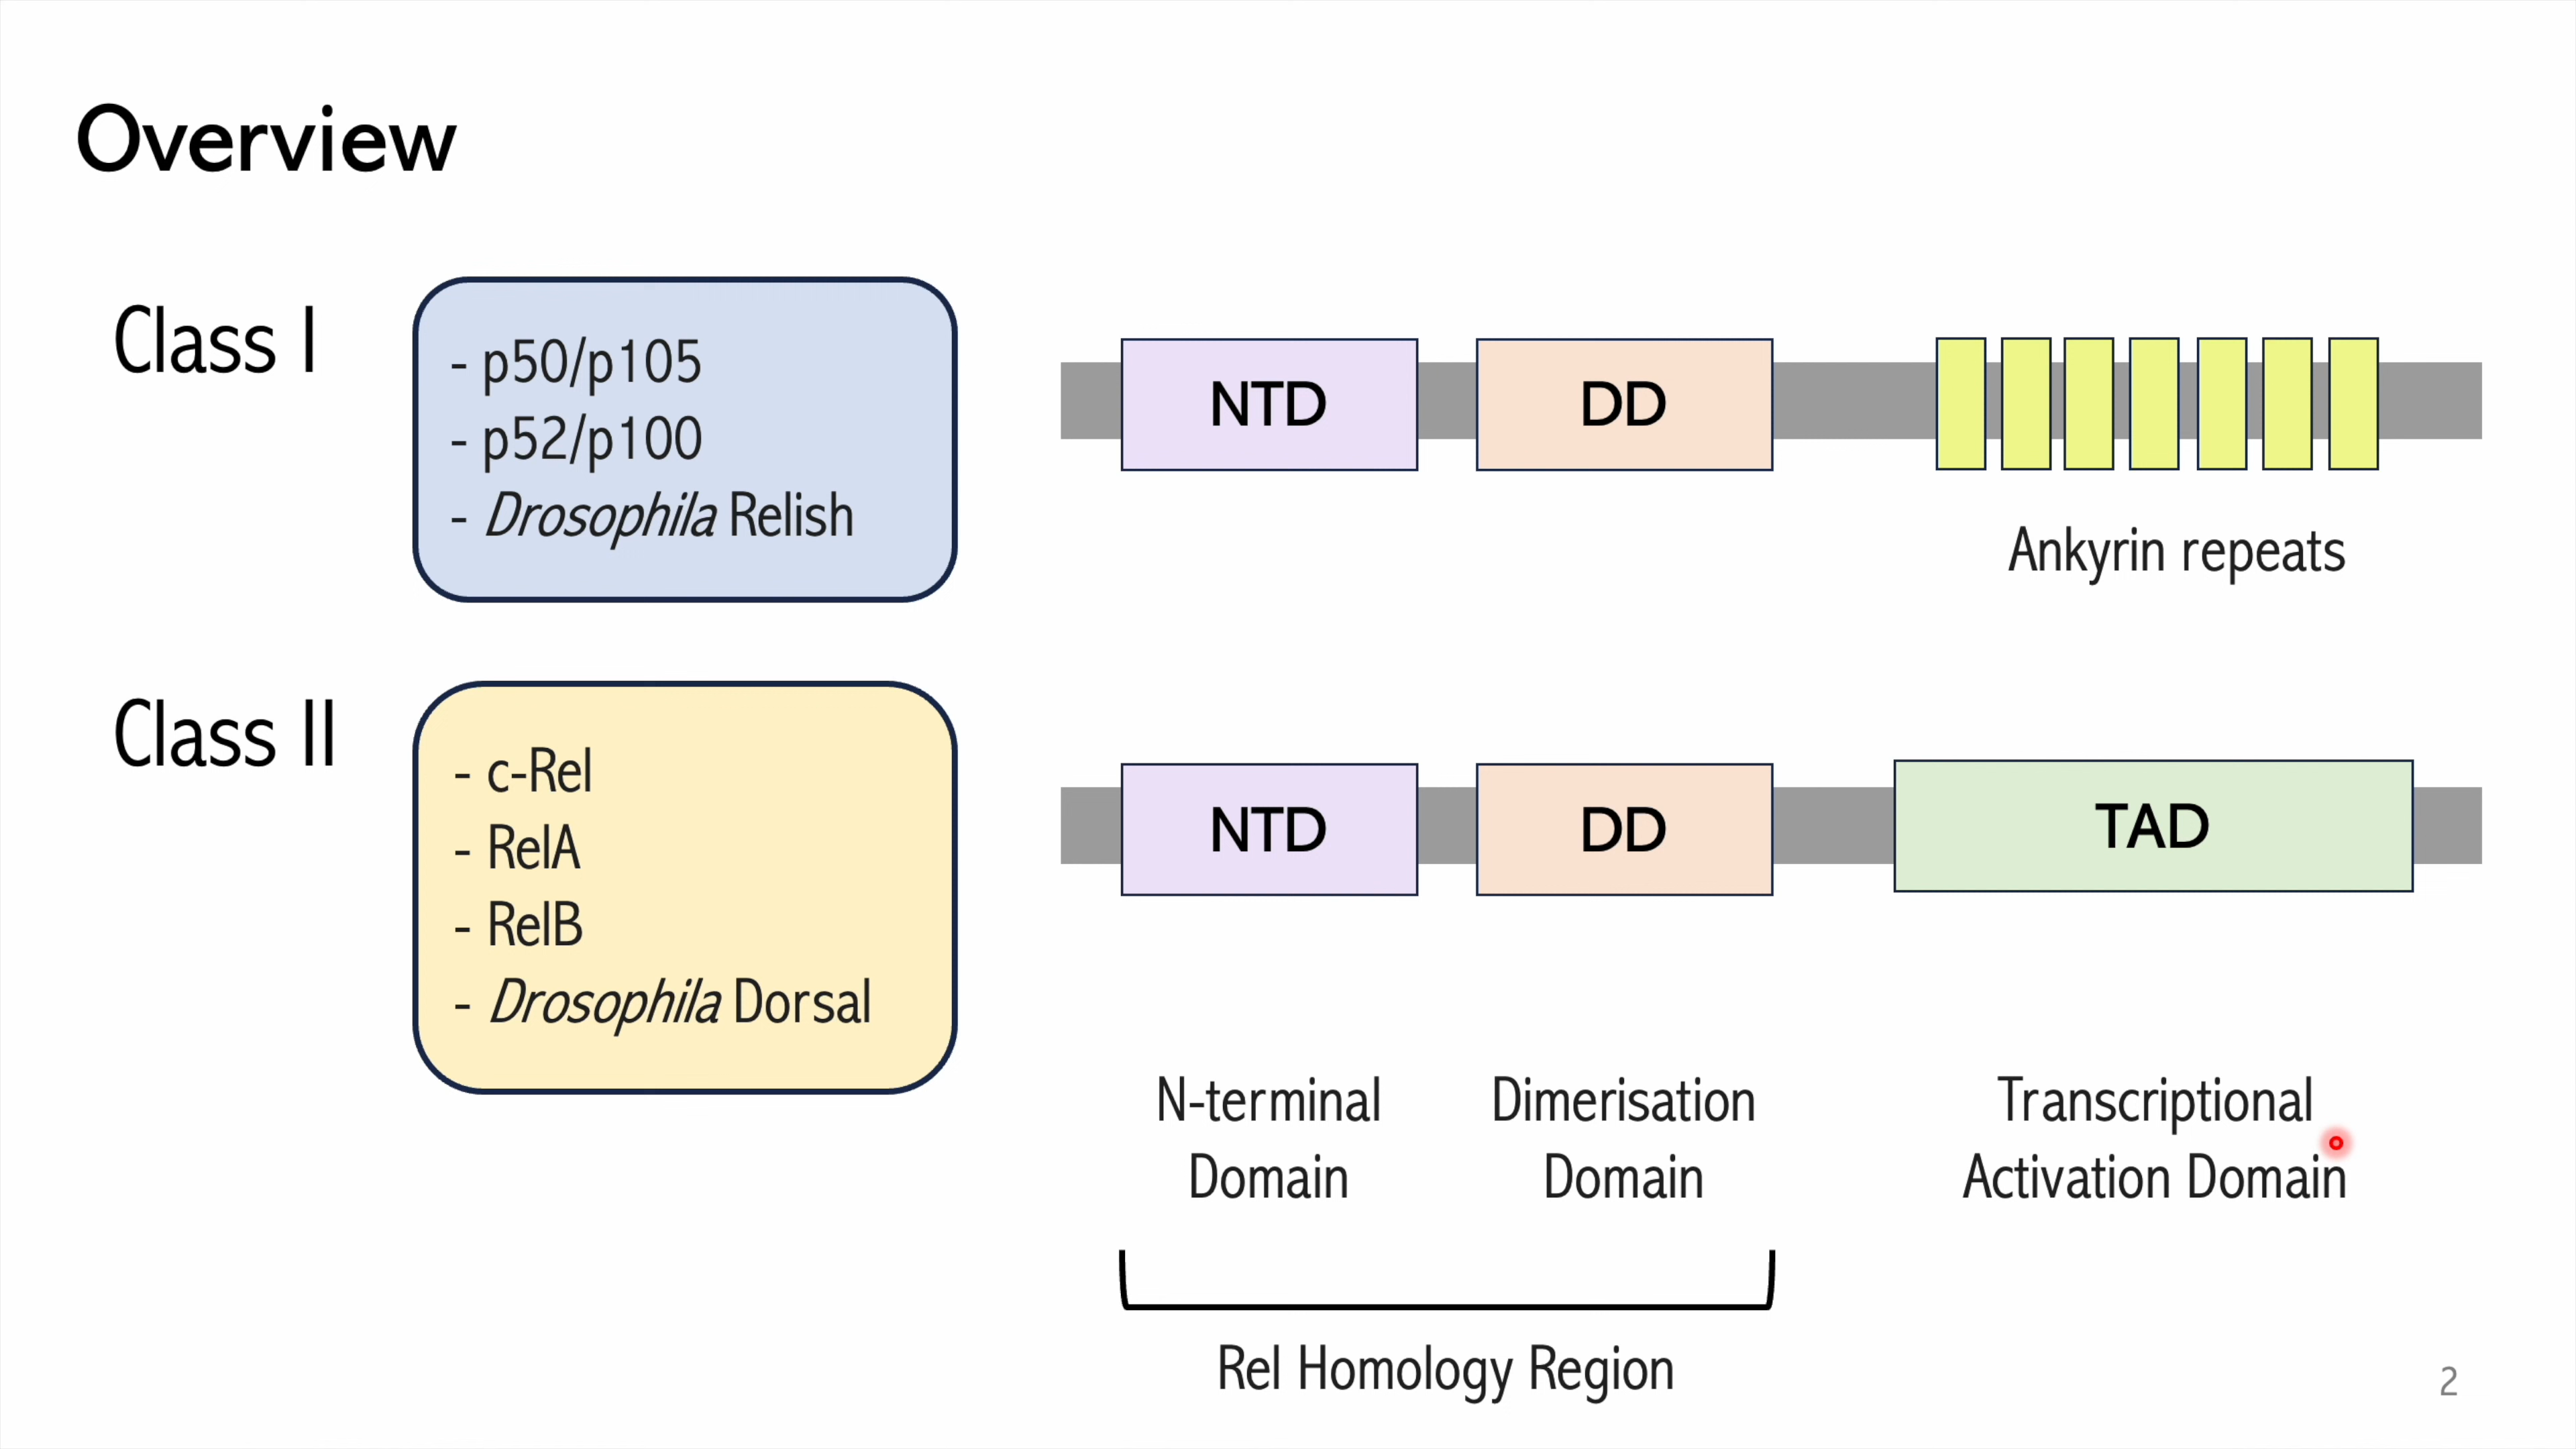 Overview
Class I
- p50/p105
- p52/p100
- Drosophila Relish
NTD
DD
Ankyrin repeats
Class II
- c-Rel
- RelA
- RelB
- Drosophila Dorsal
NTD
DD
TAD
N-terminal
Domain
Dimerisation
Domain
Transcriptional
Activation Domain
Rel Homology Region
2